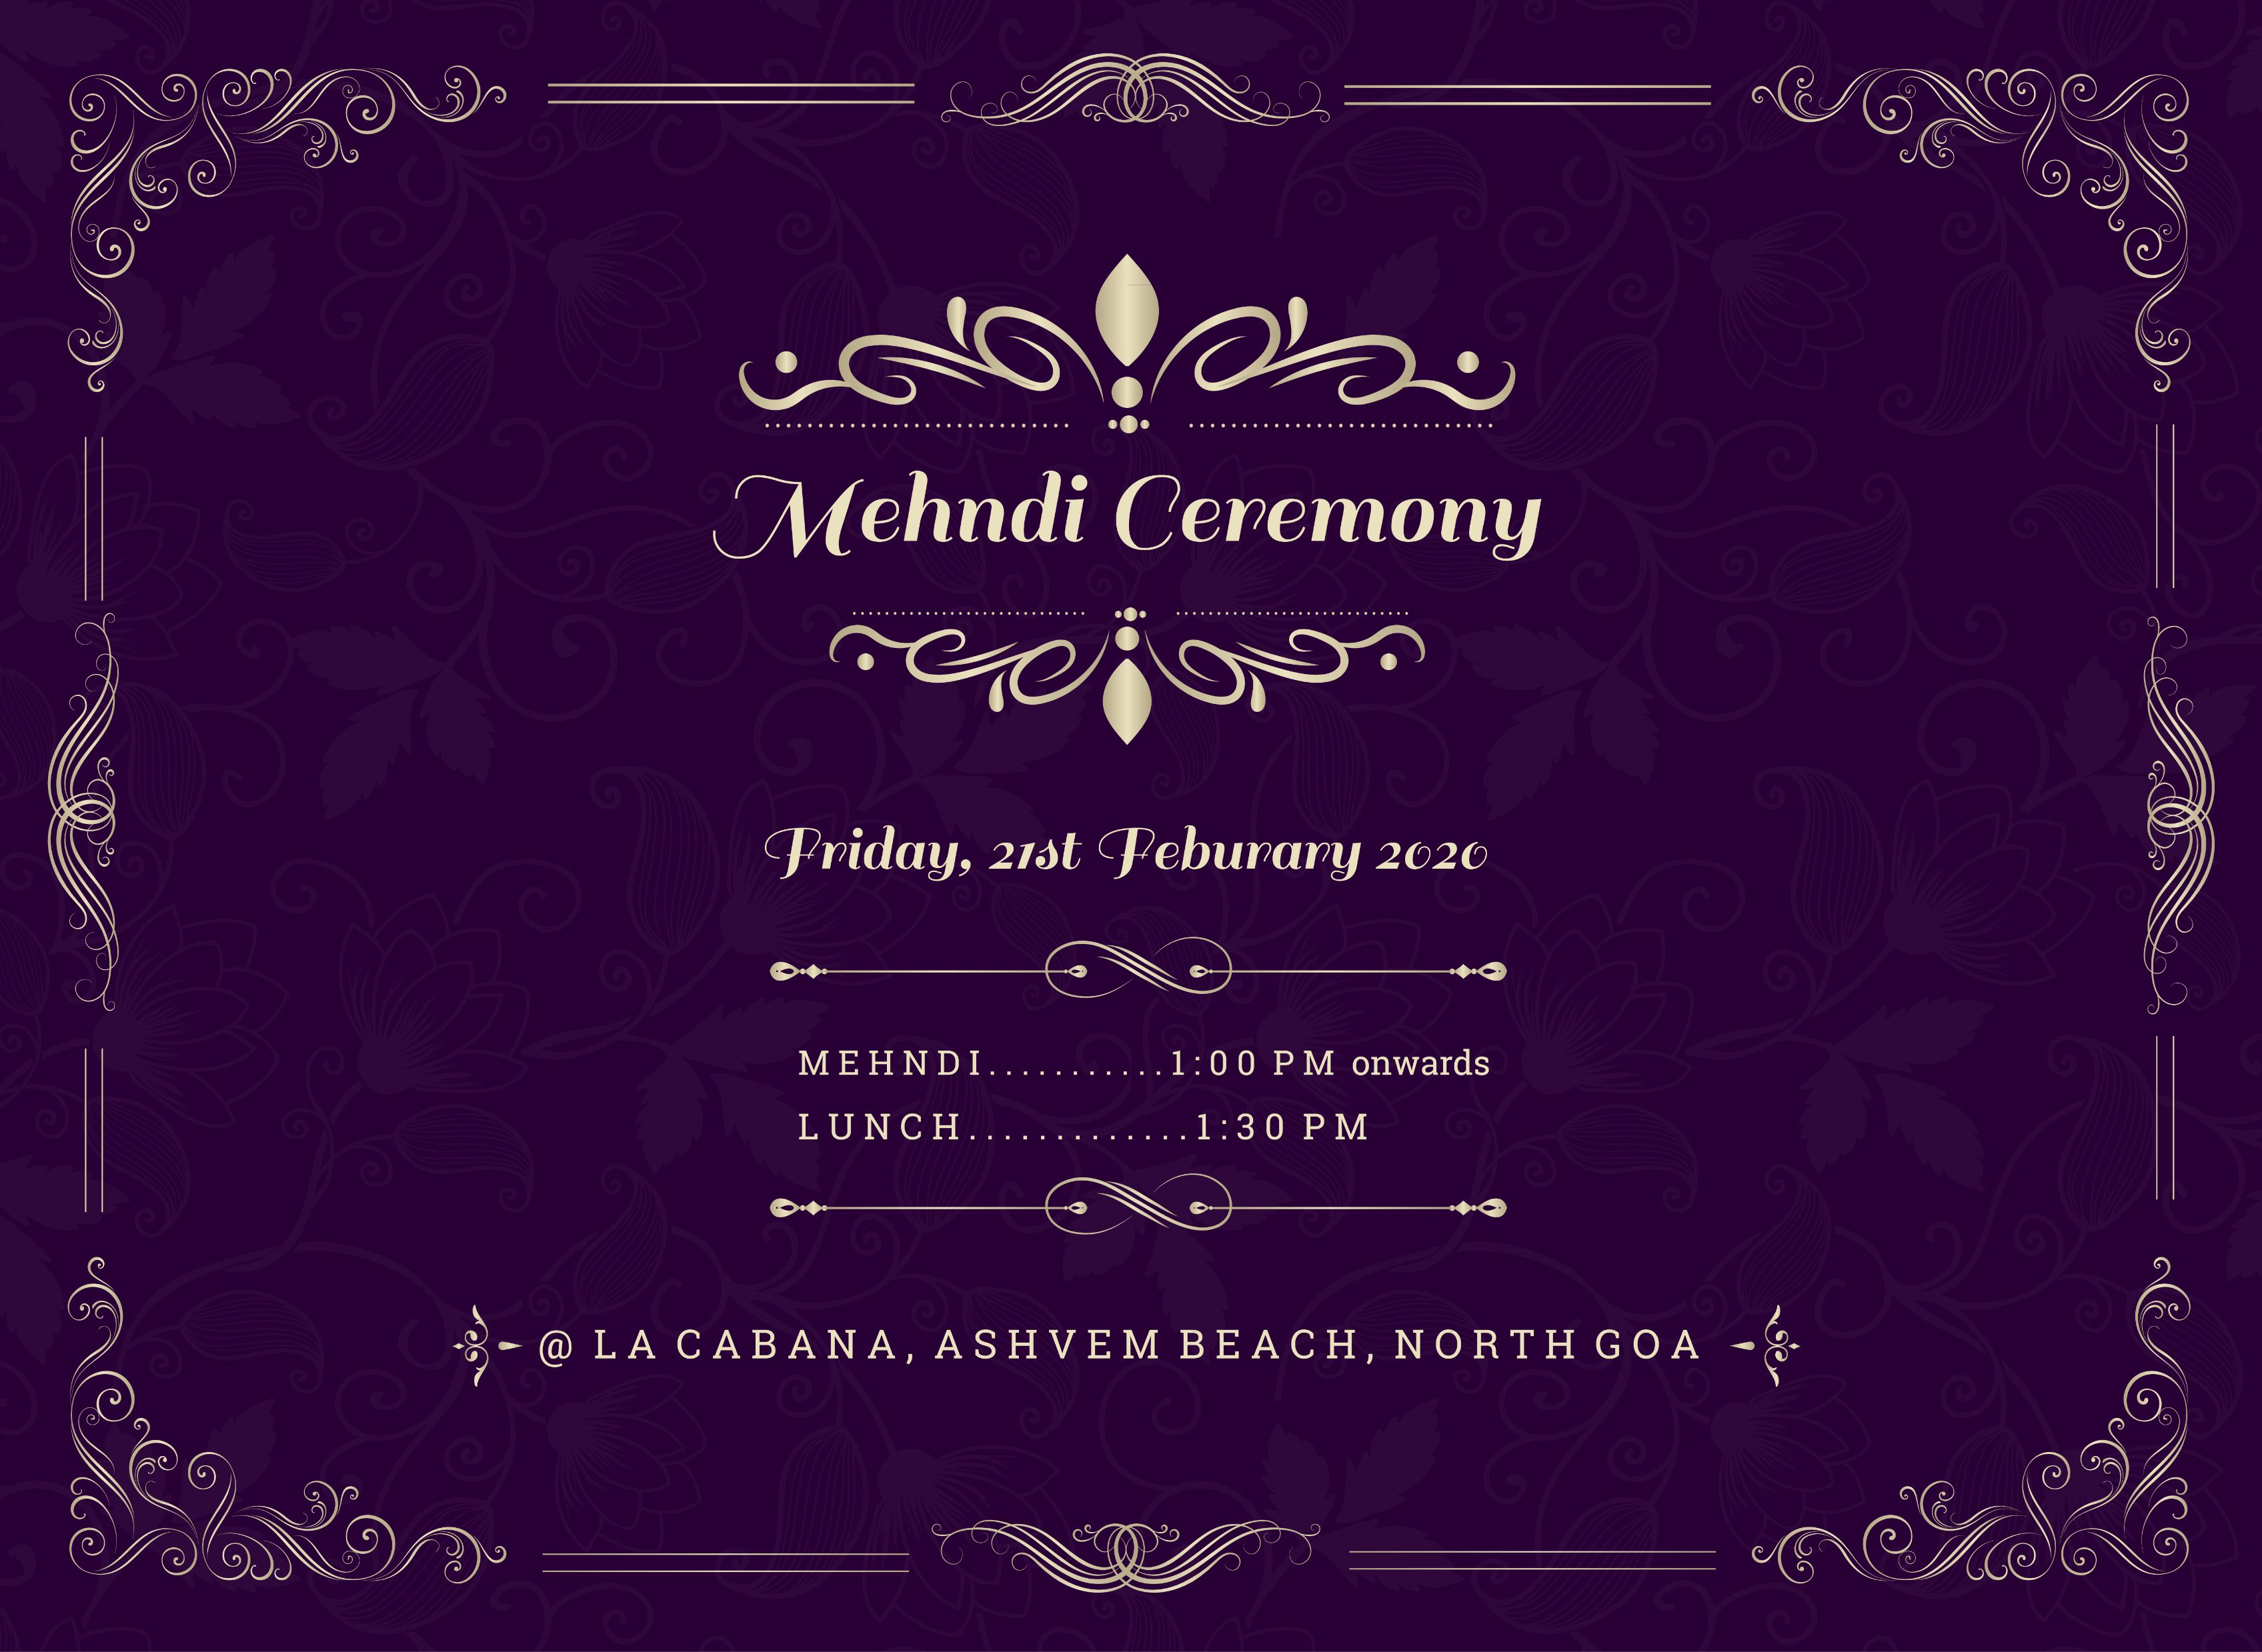 Mehndi Ceremony
Friday, 21st Feburary 2020
MEHNDI...........1:00 PM onwards
LUNCH.............1:30 PM
@ LA CABANA, ASHVEM BEACH, NORTH GOA